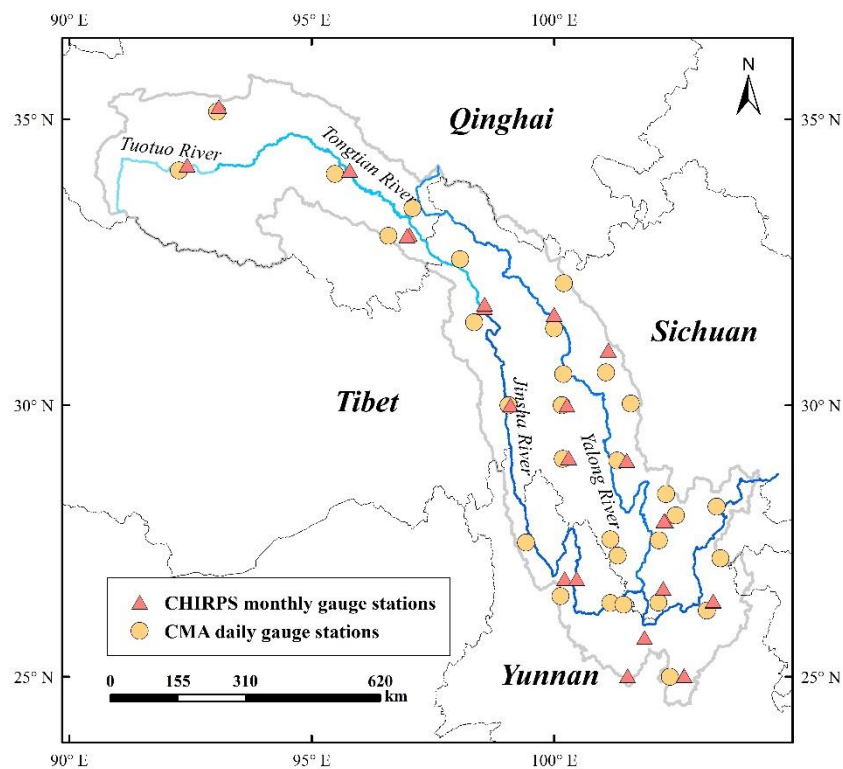 90° E
95° E
100° E
N
35° N
35° N
Qinghai
Tuotuo River
Tongtian River
Sichuan
Tibet
30° N
30° N
Jinsha River
Yalong River
CHIRPS monthly gauge stations
CMA daily gauge stations
Yunnan
25° N
25° N
0 155 310 620
km
90° E
95° E
100° E